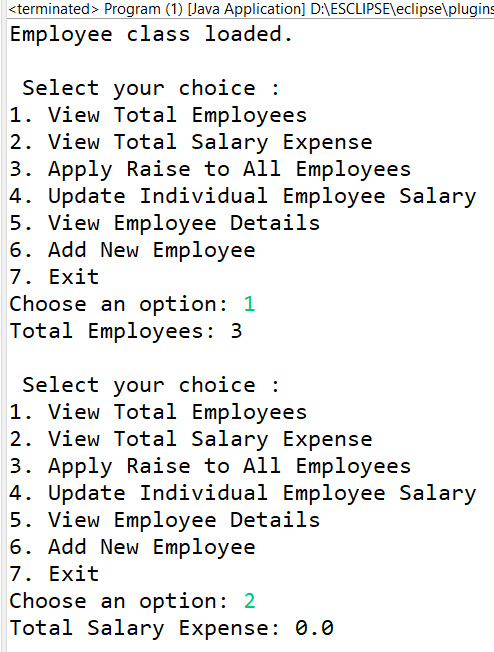 <terminated> Program (1) [Java Application] D:\ESCLIPSE\eclipse\plugins
Employee class loaded.
Select your choice :
1. View Total Employees
2. View Total Salary Expense
3. Apply Raise to All Employees
4. Update Individual Employee Salary
5. View Employee Details
6. Add New Employee
7. Exit
Choose an option: 1
Total Employees: 3
Select your choice :
1. View Total Employees
2. View Total Salary Expense
3. Apply Raise to All Employees
4. Update Individual Employee Salary
5. View Employee Details
6. Add New Employee
7. Exit
Choose an option: 2
Total Salary Expense: 0.0